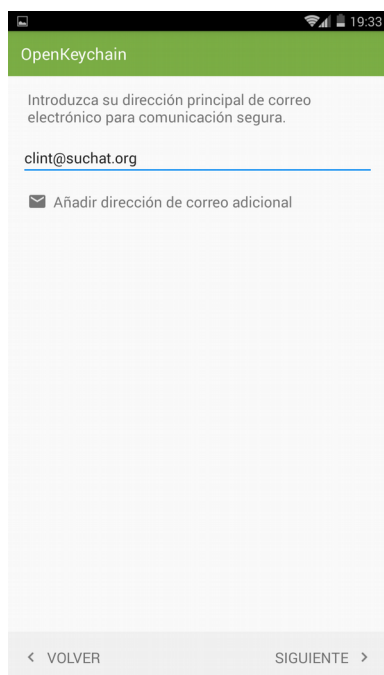 19:33
OpenKeychain
Introduzca su dirección principal de correo
electrónico para comunicación segura.
clint@suchat.org
Añadir dirección de correo adicional
VOLVER
SIGUIENTE